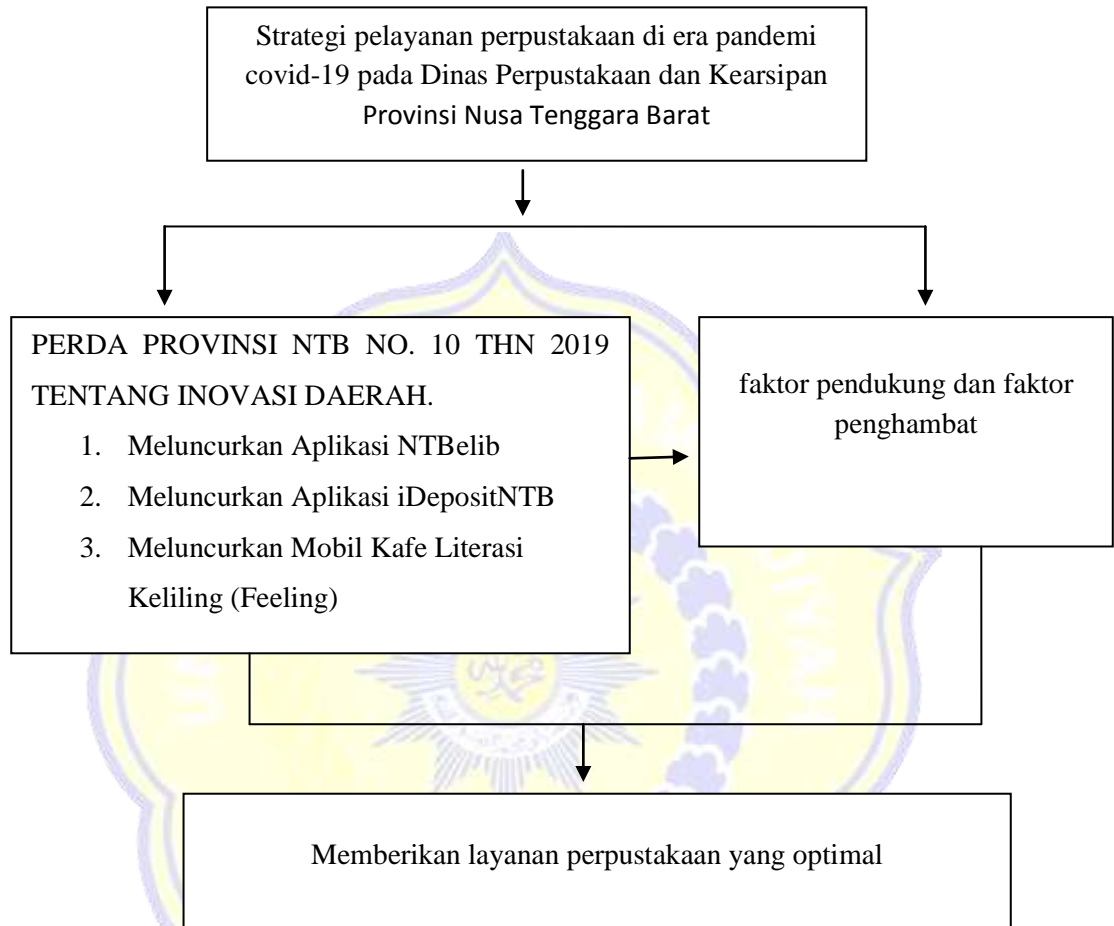 Strategi pelayanan perpustakaan di era pandemi
covid-19 pada Dinas Perpustakaan dan Kearsipan
Provinsi Nusa Tenggara Barat
PERDA PROVINSI NTB NO. 10 THN 2019
TENTANG INOVASI DAERAH.
1. Meluncurkan Aplikasi NTBelib
2. Meluncurkan Aplikasi iDepositNTB
3. Meluncurkan Mobil Kafe Literasi
Keliling (Feeling)
faktor pendukung dan faktor
penghambat
Memberikan layanan perpustakaan yang optimal